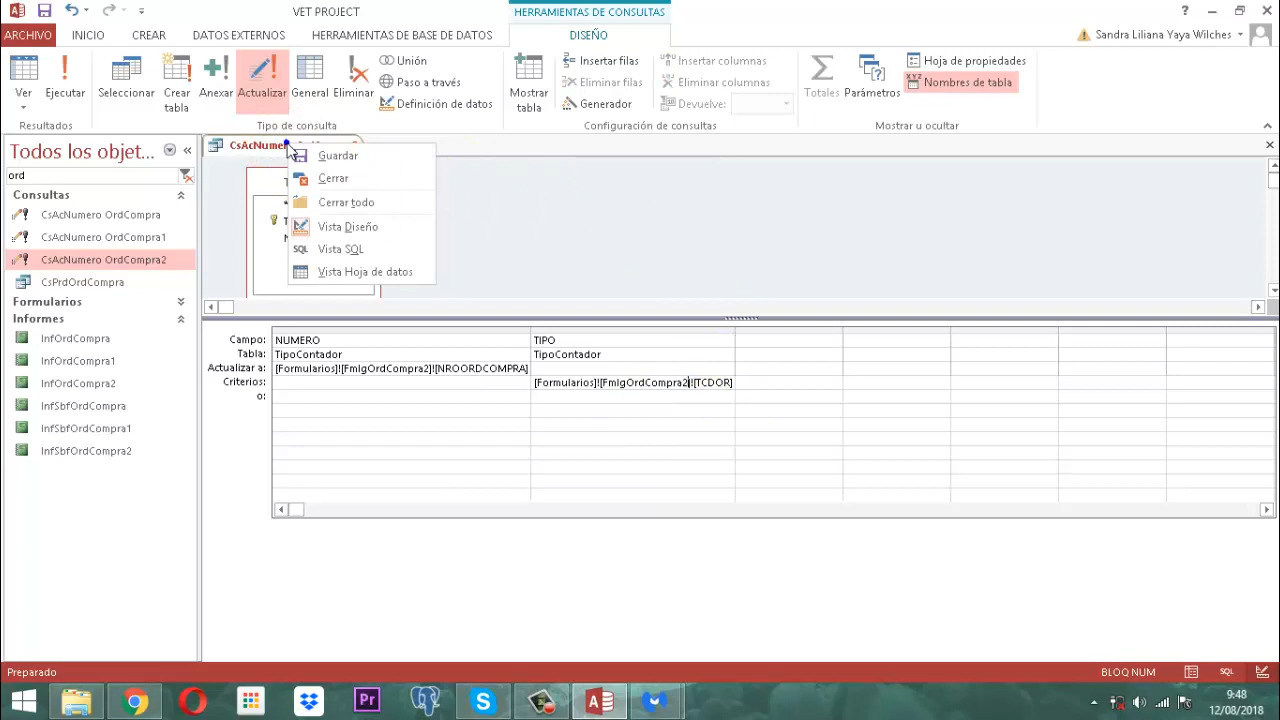 VET PROJECT
HERRAMIENTAS DE CONSULTAS
Sandra Liliana Yaya Wilches
ARCHIVO
INICIO
CREAR
DATOS EXTERNOS
HERRAMIENTAS DE BASE DE DATOS
DISEÑO
Ver
Ejecutar
Resultados
Seleccionar
Crear tabla
Anexar
Actualizar
General
Eliminar
Unión
Paso a través
Definición de datos
Tipo de consulta
Mostrar tabla
Insertar filas
Eliminar filas
Generador
Insertar columnas
Eliminar columnas
Devuelve:
Configuración de consultas
Totales
Parámetros
Hoja de propiedades
Nombres de tabla
Mostrar u ocultar
Todos los objet...
ord
Consultas
CsAcNumero OrdCompra
CsAcNumero OrdCompra1
CsAcNumero OrdCompra2
CsPrdOrdCompra
Formularios
Informes
InfOrdCompra
InfOrdCompra1
InfOrdCompra2
InfSbfOrdCompra
InfSbfOrdCompra1
InfSbfOrdCompra2
Guardar
Cerrar
Cerrar todo
Vista Diseño
SQL Vista SQL
Vista Hoja de datos
Campo: NUMERO TIPO
Tabla: TipoContador TipoContador
Actualizar a: [Formularios]![FmIgOrdCompra2]![NROORDCOMPRA]
Criterios: [Formularios]![FmIgOrdCompra2]![TCDOR]
o:
Preparado
BLOQ NUM
SQL
Pr
9:48
12/08/2018